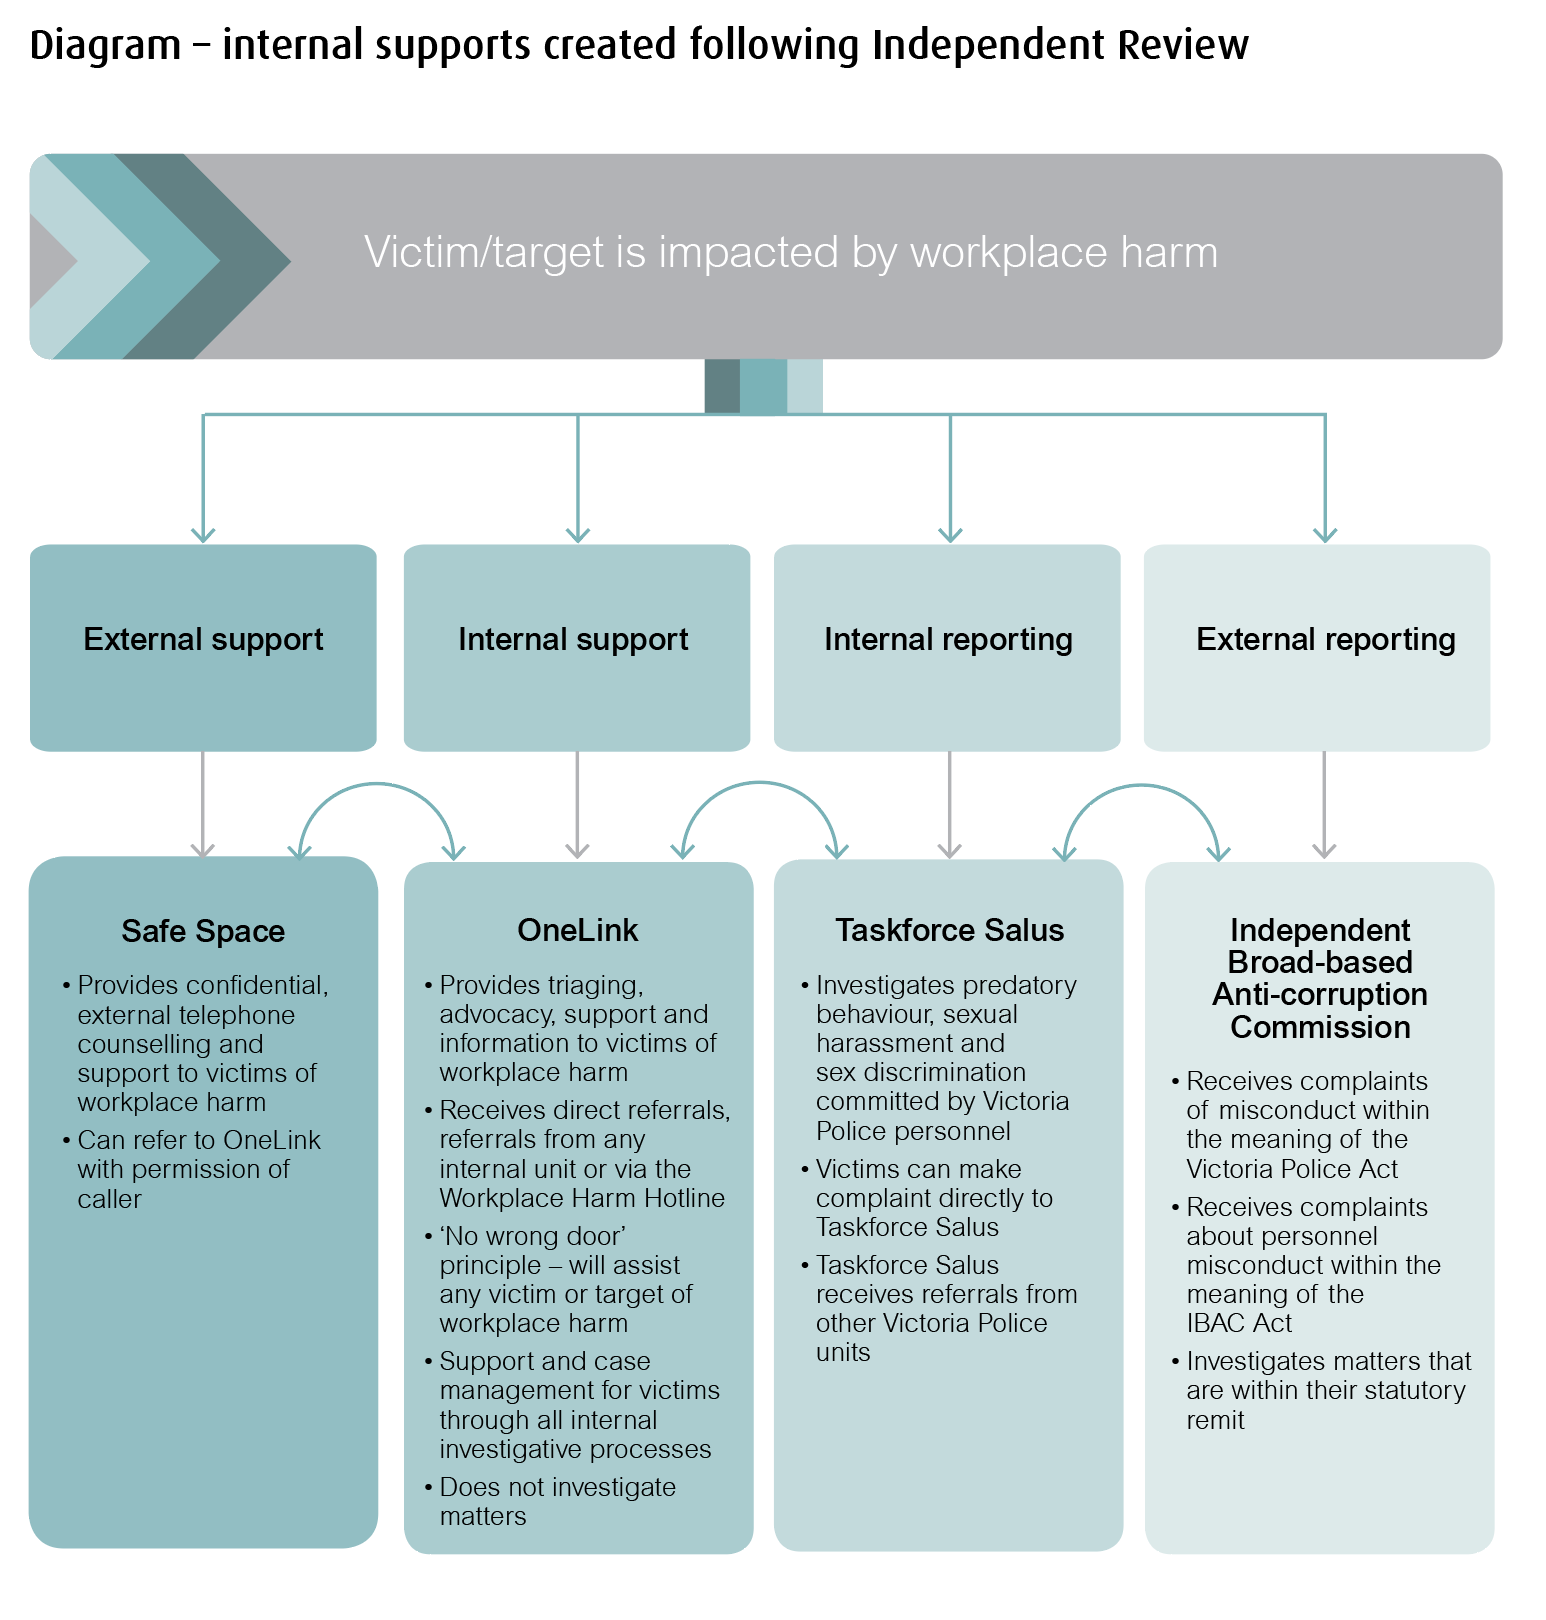 Diagram – internal supports created following Independent Review
Victim/target is impacted by workplace harm
External support
Internal support
Internal reporting
External reporting
Safe Space
• Provides confidential,
external telephone
counselling and
support to victims of
workplace harm
• Can refer to OneLink
with permission of
caller
OneLink
• Provides triaging,
advocacy, support and
information to victims of
workplace harm
• Receives direct referrals,
referrals from any
internal unit or via the
Workplace Harm Hotline
• ‘No wrong door’
principle – will assist
any victim or target of
workplace harm
• Support and case
management for victims
through all internal
investigative processes
• Does not investigate
matters
Taskforce Salus
• Investigates predatory
behaviour, sexual
harassment and
sex discrimination
committed by Victoria
Police personnel
• Victims can make
complaint directly to
Taskforce Salus
• Taskforce Salus
receives referrals from
other Victoria Police
units
Independent
Broad-based
Anti-corruption
Commission
• Receives complaints
of misconduct within
the meaning of the
Victoria Police Act
• Receives complaints
about personnel
misconduct within the
meaning of the
IBAC Act
• Investigates matters that
are within their statutory
remit